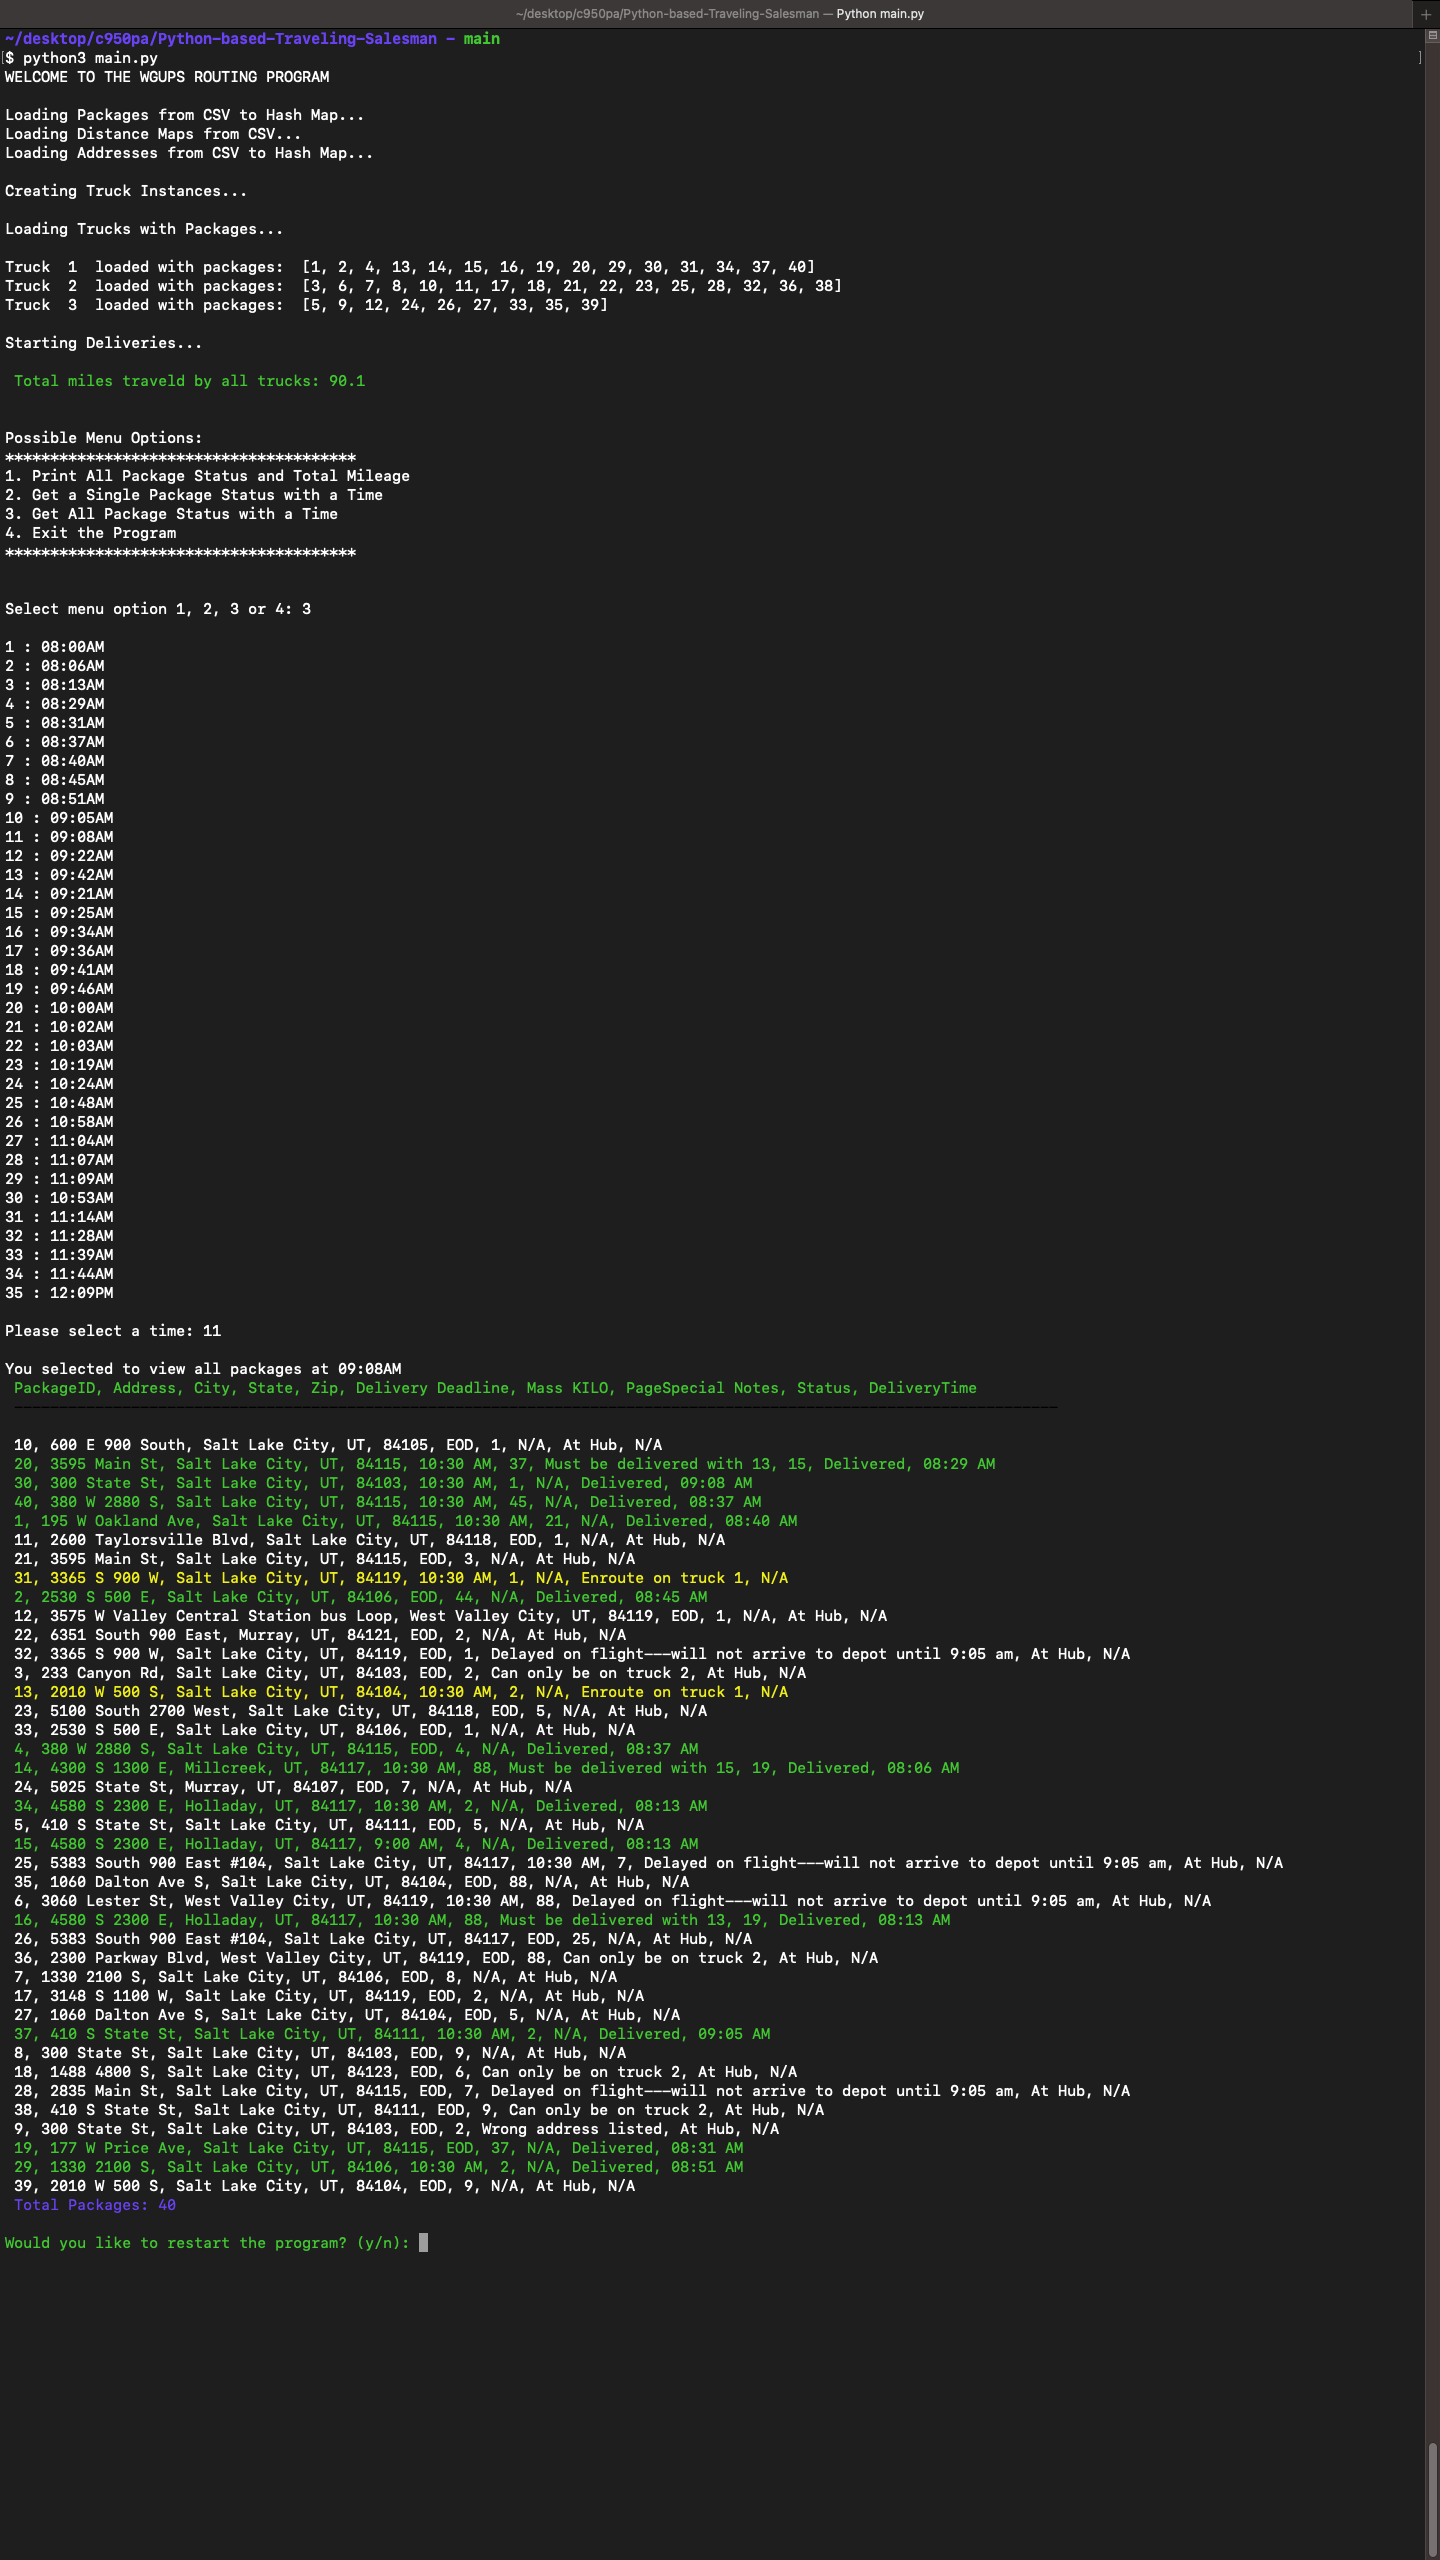 ~/desktop/c950pa/Python-based-Traveling-Salesman — Python main.py
~/desktop/c950pa/Python-based-Traveling-Salesman - main
[$ python3 main.py ]
WELCOME TO THE WGUPS ROUTING PROGRAM
Loading Packages from CSV to Hash Map...
Loading Distance Maps from CSV...
Loading Addresses from CSV to Hash Map...
Creating Truck Instances...
Loading Trucks with Packages...
Truck  1  loaded with packages:  [1, 2, 4, 13, 14, 15, 16, 19, 20, 29, 30, 31, 34, 37, 40]
Truck  2  loaded with packages:  [3, 6, 7, 8, 10, 11, 17, 18, 21, 22, 23, 25, 28, 32, 36, 38]
Truck  3  loaded with packages:  [5, 9, 12, 24, 26, 27, 33, 35, 39]
Starting Deliveries...
Total miles traveld by all trucks: 90.1
Possible Menu Options:
***************************************
1. Print All Package Status and Total Mileage
2. Get a Single Package Status with a Time
3. Get All Package Status with a Time
4. Exit the Program
***************************************
Select menu option 1, 2, 3 or 4: 3
1 : 08:00AM
2 : 08:06AM
3 : 08:13AM
4 : 08:29AM
5 : 08:31AM
6 : 08:37AM
7 : 08:40AM
8 : 08:45AM
9 : 08:51AM
10 : 09:05AM
11 : 09:08AM
12 : 09:22AM
13 : 09:42AM
14 : 09:21AM
15 : 09:25AM
16 : 09:34AM
17 : 09:36AM
18 : 09:41AM
19 : 09:46AM
20 : 10:00AM
21 : 10:02AM
22 : 10:03AM
23 : 10:19AM
24 : 10:24AM
25 : 10:48AM
26 : 10:58AM
27 : 11:04AM
28 : 11:07AM
29 : 11:09AM
30 : 10:53AM
31 : 11:14AM
32 : 11:28AM
33 : 11:39AM
34 : 11:44AM
35 : 12:09PM
Please select a time: 11
You selected to view all packages at 09:08AM
PackageID, Address, City, State, Zip, Delivery Deadline, Mass KILO, PageSpecial Notes, Status, DeliveryTime
10, 600 E 900 South, Salt Lake City, UT, 84105, EOD, 1, N/A, At Hub, N/A
20, 3595 Main St, Salt Lake City, UT, 84115, 10:30 AM, 37, Must be delivered with 13, 15, Delivered, 08:29 AM
30, 300 State St, Salt Lake City, UT, 84103, 10:30 AM, 1, N/A, Delivered, 09:08 AM
40, 380 W 2880 S, Salt Lake City, UT, 84115, 10:30 AM, 45, N/A, Delivered, 08:37 AM
1, 195 W Oakland Ave, Salt Lake City, UT, 84115, 10:30 AM, 21, N/A, Delivered, 08:40 AM
11, 2600 Taylorsville Blvd, Salt Lake City, UT, 84118, EOD, 1, N/A, At Hub, N/A
21, 3595 Main St, Salt Lake City, UT, 84115, EOD, 3, N/A, At Hub, N/A
31, 3365 S 900 W, Salt Lake City, UT, 84119, 10:30 AM, 1, N/A, Enroute on truck 1, N/A
2, 2530 S 500 E, Salt Lake City, UT, 84106, EOD, 44, N/A, Delivered, 08:45 AM
12, 3575 W Valley Central Station bus Loop, West Valley City, UT, 84119, EOD, 1, N/A, At Hub, N/A
22, 6351 South 900 East, Murray, UT, 84121, EOD, 2, N/A, At Hub, N/A
32, 3365 S 900 W, Salt Lake City, UT, 84119, EOD, 1, Delayed on flight---will not arrive to depot until 9:05 am, At Hub, N/A
3, 233 Canyon Rd, Salt Lake City, UT, 84103, EOD, 2, Can only be on truck 2, At Hub, N/A
13, 2010 W 500 S, Salt Lake City, UT, 84104, 10:30 AM, 2, N/A, Enroute on truck 1, N/A
23, 5100 South 2700 West, Salt Lake City, UT, 84118, EOD, 5, N/A, At Hub, N/A
33, 2530 S 500 E, Salt Lake City, UT, 84106, EOD, 1, N/A, At Hub, N/A
4, 380 W 2880 S, Salt Lake City, UT, 84115, EOD, 4, N/A, Delivered, 08:37 AM
14, 4300 S 1300 E, Millcreek, UT, 84117, 10:30 AM, 88, Must be delivered with 15, 19, Delivered, 08:06 AM
24, 5025 State St, Murray, UT, 84107, EOD, 7, N/A, At Hub, N/A
34, 4580 S 2300 E, Holladay, UT, 84117, 10:30 AM, 2, N/A, Delivered, 08:13 AM
5, 410 S State St, Salt Lake City, UT, 84111, EOD, 5, N/A, At Hub, N/A
15, 4580 S 2300 E, Holladay, UT, 84117, 9:00 AM, 4, N/A, Delivered, 08:13 AM
25, 5383 South 900 East #104, Salt Lake City, UT, 84117, 10:30 AM, 7, Delayed on flight---will not arrive to depot until 9:05 am, At Hub, N/A
35, 1060 Dalton Ave S, Salt Lake City, UT, 84104, EOD, 88, N/A, At Hub, N/A
6, 3060 Lester St, West Valley City, UT, 84119, 10:30 AM, 88, Delayed on flight---will not arrive to depot until 9:05 am, At Hub, N/A
16, 4580 S 2300 E, Holladay, UT, 84117, 10:30 AM, 88, Must be delivered with 13, 19, Delivered, 08:13 AM
26, 5383 South 900 East #104, Salt Lake City, UT, 84117, EOD, 25, N/A, At Hub, N/A
36, 2300 Parkway Blvd, West Valley City, UT, 84119, EOD, 88, Can only be on truck 2, At Hub, N/A
7, 1330 2100 S, Salt Lake City, UT, 84106, EOD, 8, N/A, At Hub, N/A
17, 3148 S 1100 W, Salt Lake City, UT, 84119, EOD, 2, N/A, At Hub, N/A
27, 1060 Dalton Ave S, Salt Lake City, UT, 84104, EOD, 5, N/A, At Hub, N/A
37, 410 S State St, Salt Lake City, UT, 84111, 10:30 AM, 2, N/A, Delivered, 09:05 AM
8, 300 State St, Salt Lake City, UT, 84103, EOD, 9, N/A, At Hub, N/A
18, 1488 4800 S, Salt Lake City, UT, 84123, EOD, 6, Can only be on truck 2, At Hub, N/A
28, 2835 Main St, Salt Lake City, UT, 84115, EOD, 7, Delayed on flight---will not arrive to depot until 9:05 am, At Hub, N/A
38, 410 S State St, Salt Lake City, UT, 84111, EOD, 9, Can only be on truck 2, At Hub, N/A
9, 300 State St, Salt Lake City, UT, 84103, EOD, 2, Wrong address listed, At Hub, N/A
19, 177 W Price Ave, Salt Lake City, UT, 84115, EOD, 37, N/A, Delivered, 08:31 AM
29, 1330 2100 S, Salt Lake City, UT, 84106, 10:30 AM, 2, N/A, Delivered, 08:51 AM
39, 2010 W 500 S, Salt Lake City, UT, 84104, EOD, 9, N/A, At Hub, N/A
Total Packages: 40
Would you like to restart the program? (y/n):